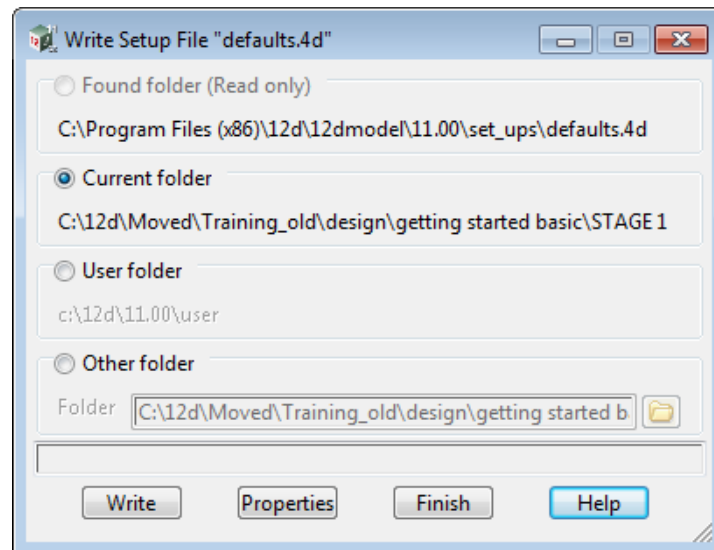 Write Setup File "defaults.4d"
Found folder (Read only)
C:\Program Files (x86)\12d\12dmodel\11.00\set_ups\defaults.4d
Current folder
C:\12d\Moved\Training_old\design\getting started basic\STAGE 1
User folder
c:\12d\11.00\user
Other folder
Folder C:\12d\Moved\Training_old\design\getting started b
Write Properties Finish Help